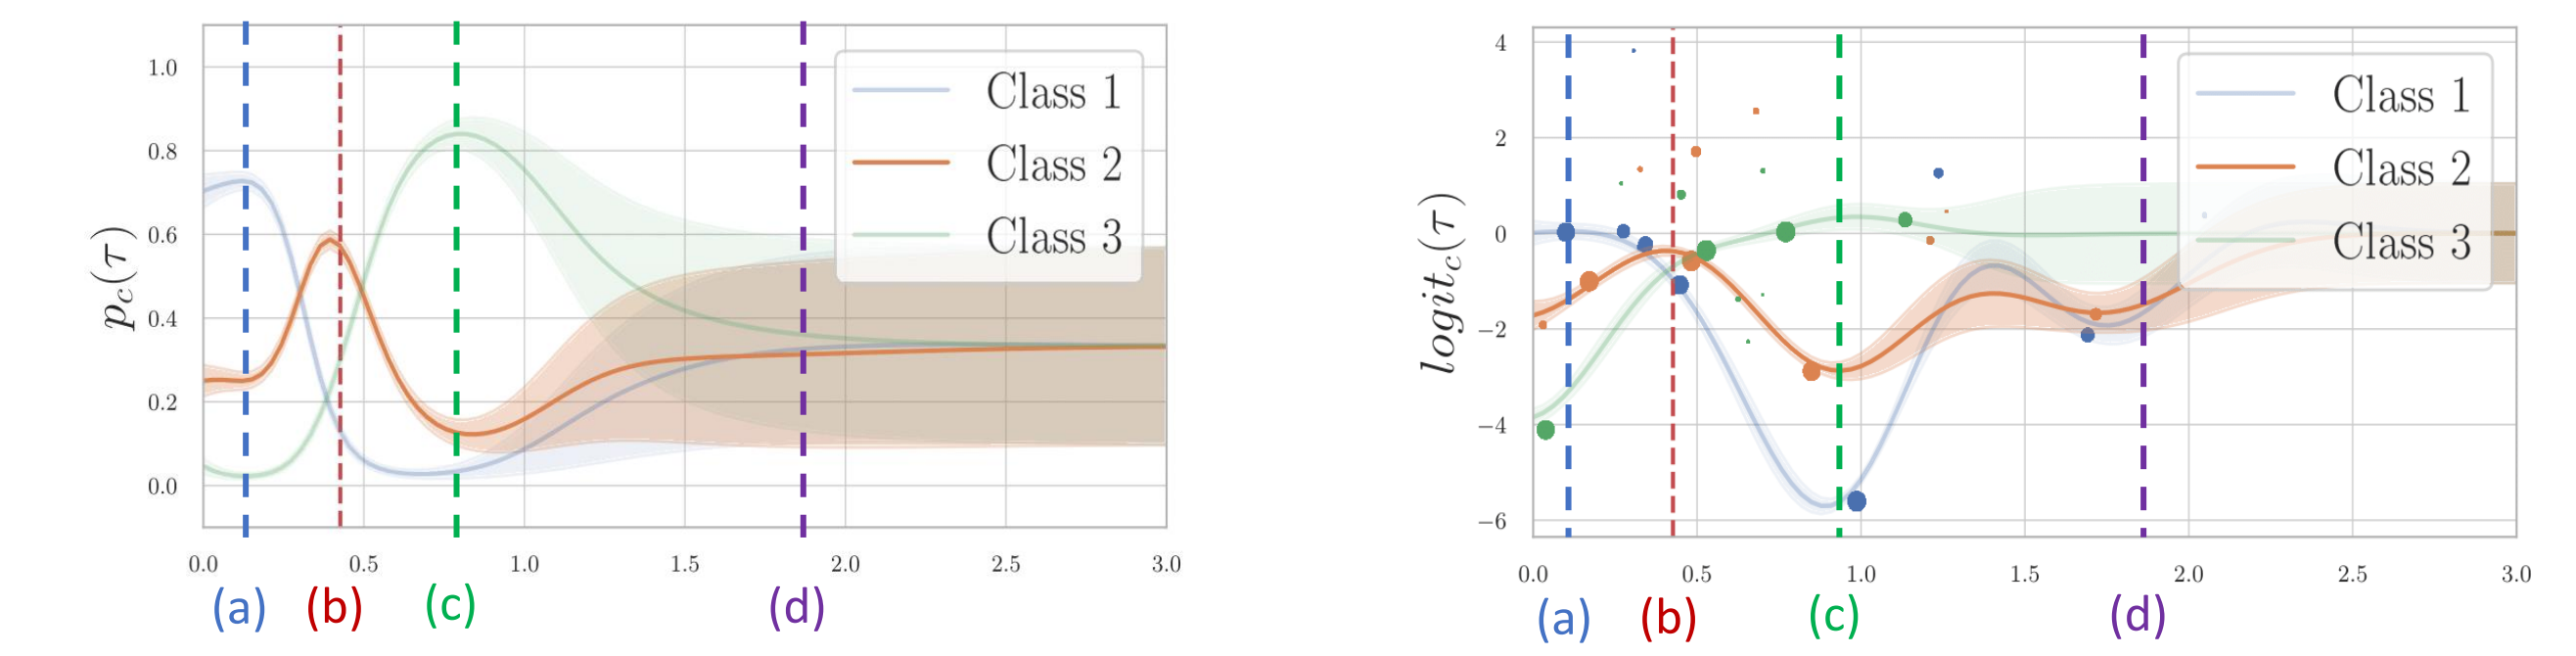 p_c(τ)
1.0
0.8
0.6
0.4
0.2
0.0
0.0 0.5 1.0 1.5 2.0 2.5 3.0
Class 1
Class 2
Class 3
(a) (b) (c) (d)
logit_c(τ)
4
2
0
−2
−4
−6
0.0 0.5 1.0 1.5 2.0 2.5 3.0
Class 1
Class 2
Class 3
(a) (b) (c) (d)